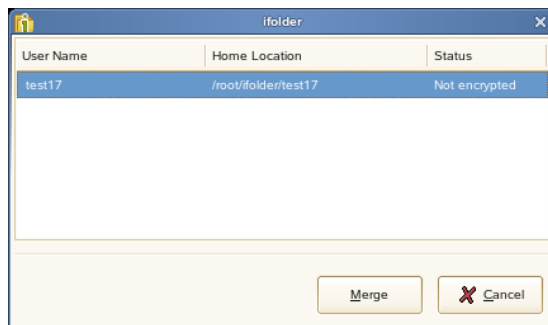 ifolder
User Name Home Location Status
test17 /root/ifolder/test17 Not encrypted
Merge Cancel